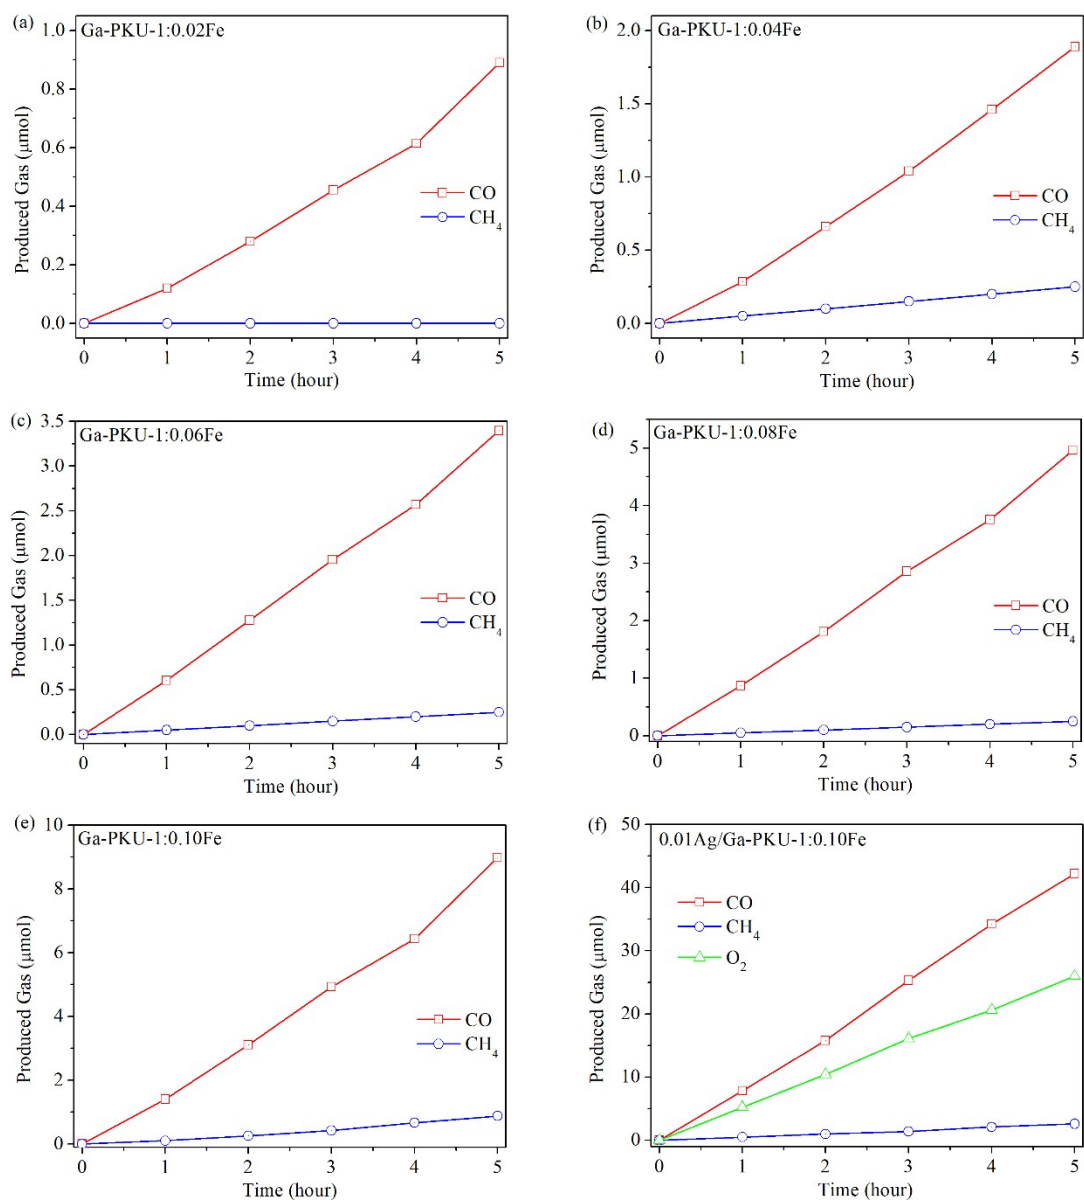 (a)
Ga-PKU-1:0.02Fe
1.0
0.8
0.6
0.4
0.2
0.0
Produced Gas (μmol)
CO
CH₄
0 1 2 3 4 5
Time (hour)
(b)
Ga-PKU-1:0.04Fe
2.0
1.5
1.0
0.5
0.0
Produced Gas (μmol)
CO
CH₄
0 1 2 3 4 5
Time (hour)
(c)
Ga-PKU-1:0.06Fe
3.5
3.0
2.5
2.0
1.5
1.0
0.5
0.0
Produced Gas (μmol)
CO
CH₄
0 1 2 3 4 5
Time (hour)
(d)
Ga-PKU-1:0.08Fe
5
4
3
2
1
0
Produced Gas (μmol)
CO
CH₄
0 1 2 3 4 5
Time (hour)
(e)
Ga-PKU-1:0.10Fe
10
8
6
4
2
0
Produced Gas (μmol)
CO
CH₄
0 1 2 3 4 5
Time (hour)
(f)
0.01Ag/Ga-PKU-1:0.10Fe
50
40
30
20
10
0
Produced Gas (μmol)
CO
CH₄
O₂
0 1 2 3 4 5
Time (hour)